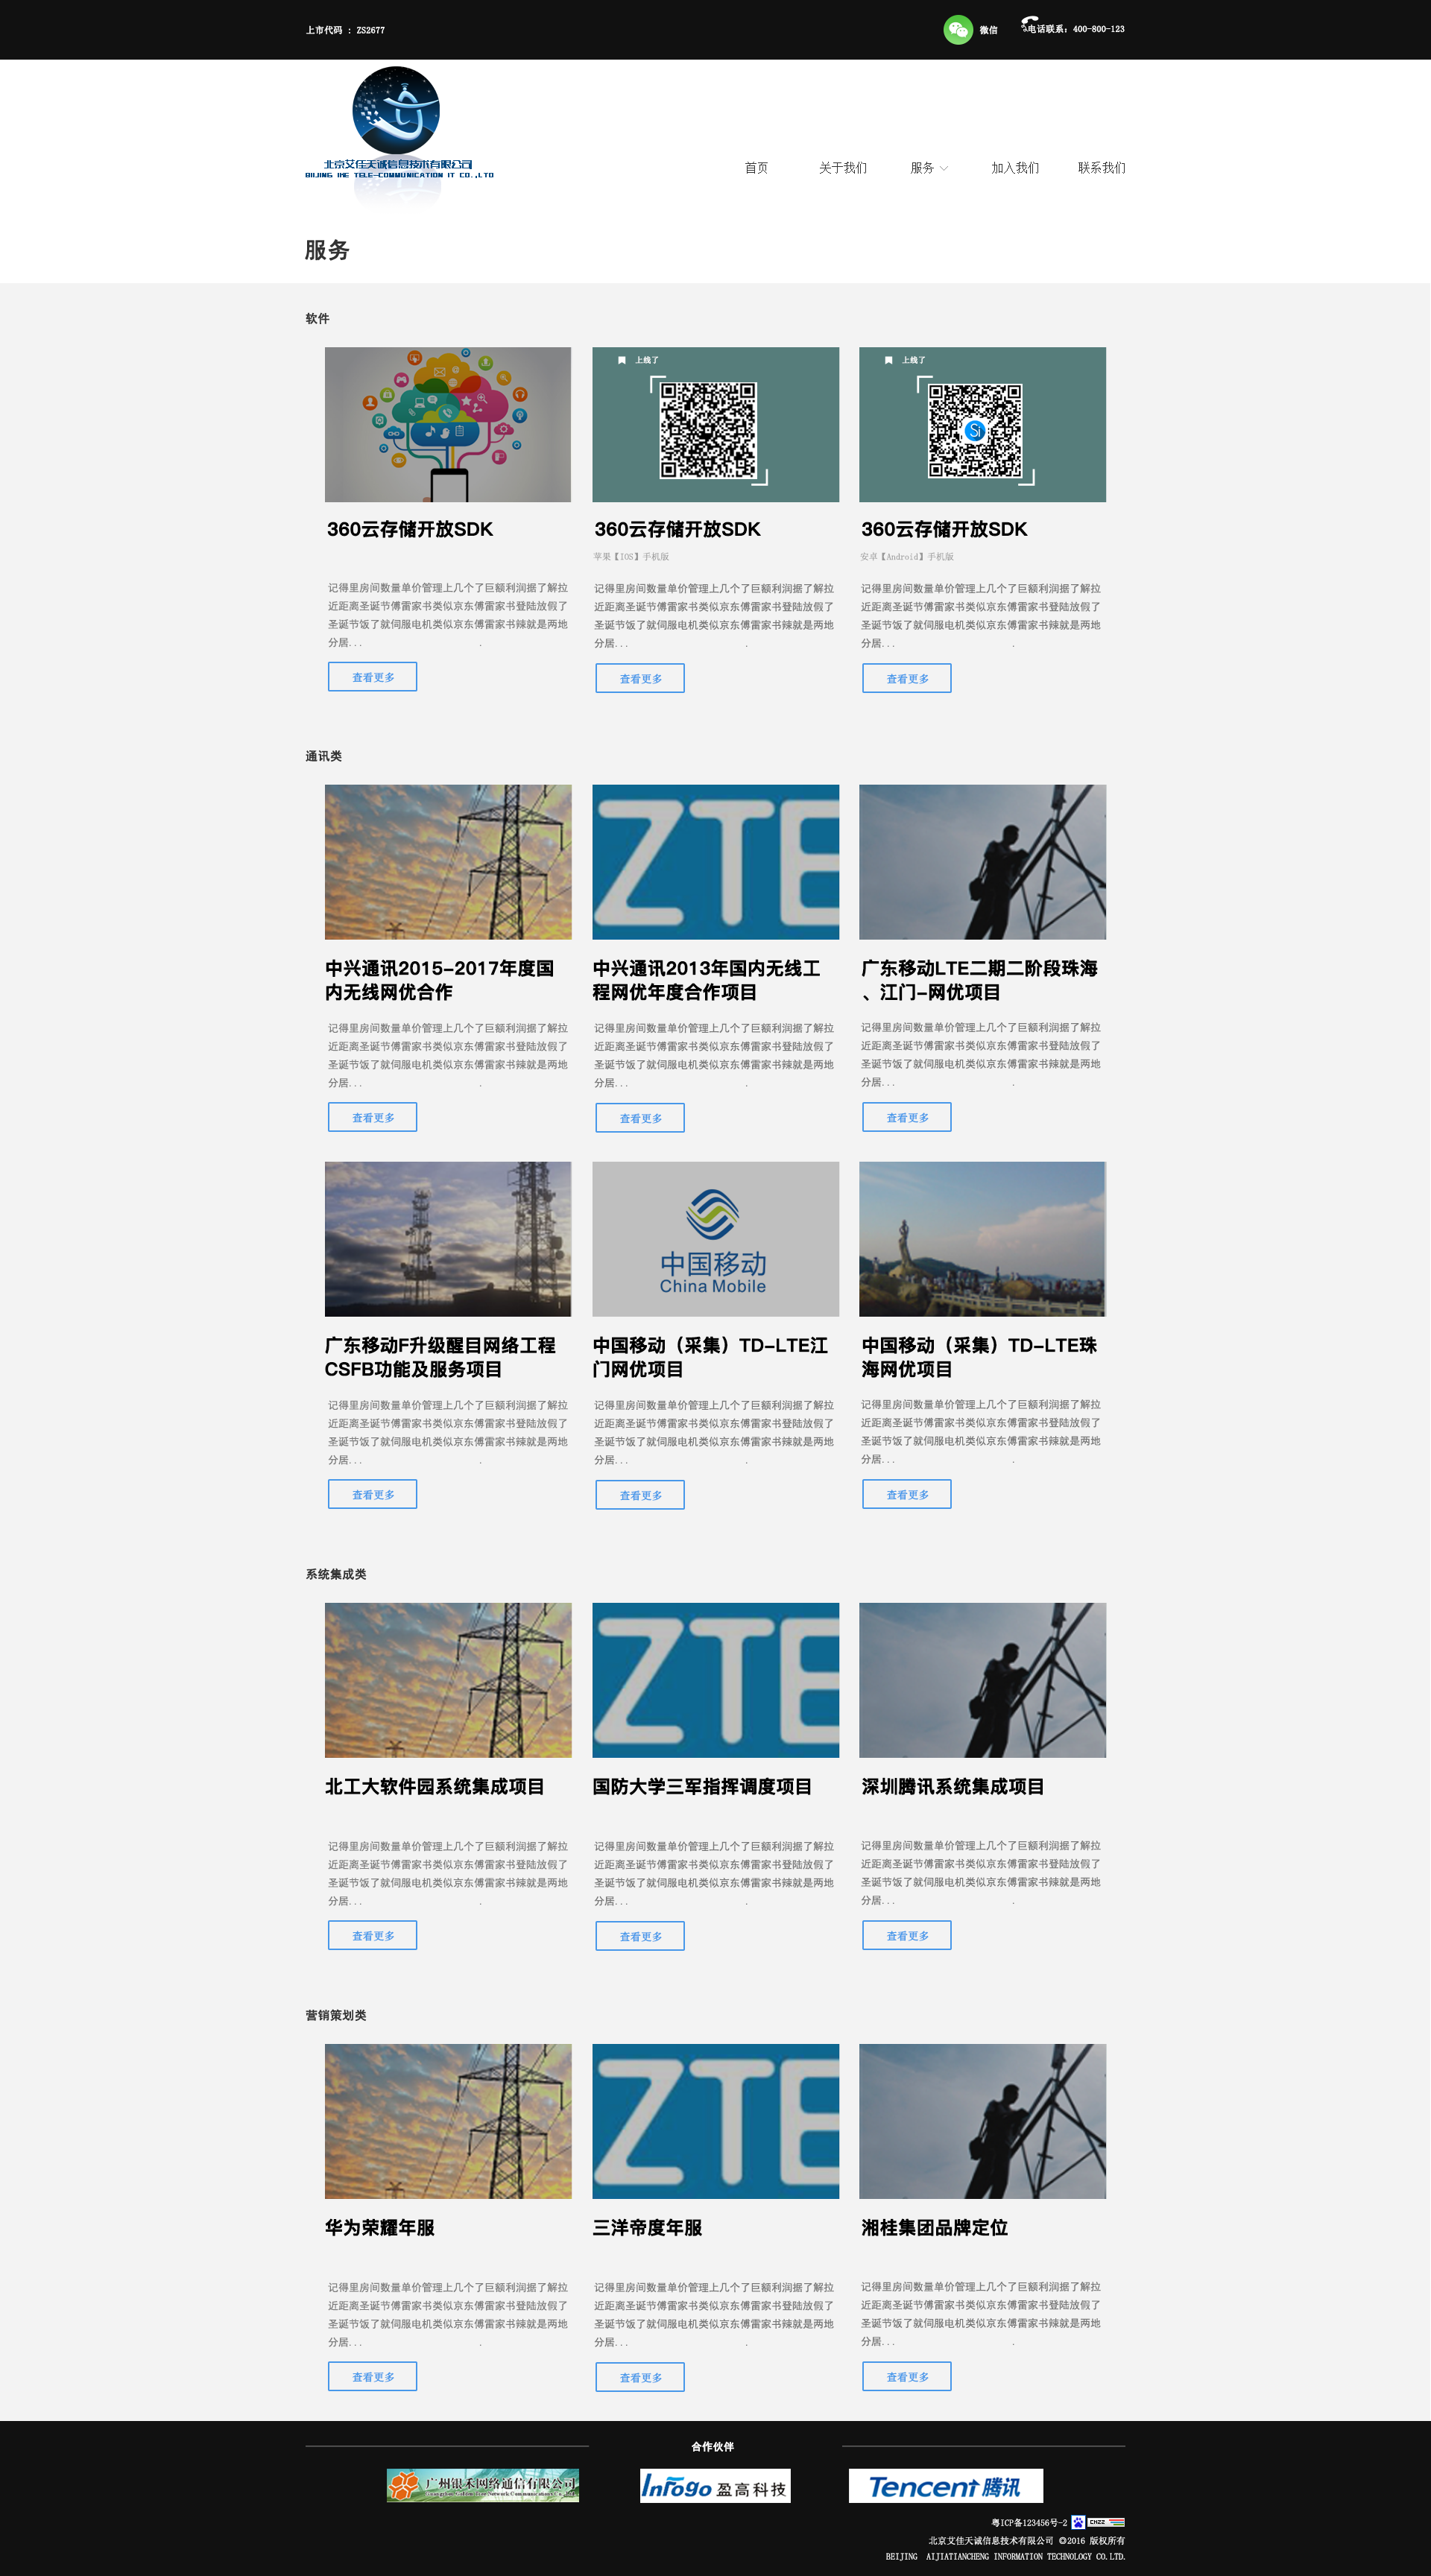 上市代码 : ZS2677
微信
电话联系: 400-800-123
北京艾佳天诚信息技术有限公司
BIIJING IME TELE-COMMUNICATION IT CO.,LTD
首页
关于我们
服务
加入我们
联系我们
服务
软件
上线了
上线了
Si
360云存储开放SDK
记得里房间数量单价管理上几个了巨额利润据了解拉
近距离圣诞节傅雷家书类似京东傅雷家书登陆放假了
圣诞节饭了就伺服电机类似京东傅雷家书辣就是两地
分居... .
查看更多
360云存储开放SDK
苹果【IOS】手机版
记得里房间数量单价管理上几个了巨额利润据了解拉
近距离圣诞节傅雷家书类似京东傅雷家书登陆放假了
圣诞节饭了就伺服电机类似京东傅雷家书辣就是两地
分居... .
查看更多
360云存储开放SDK
安卓【Android】手机版
记得里房间数量单价管理上几个了巨额利润据了解拉
近距离圣诞节傅雷家书类似京东傅雷家书登陆放假了
圣诞节饭了就伺服电机类似京东傅雷家书辣就是两地
分居... .
查看更多
通讯类
中兴通讯2015-2017年度国
内无线网优合作
记得里房间数量单价管理上几个了巨额利润据了解拉
近距离圣诞节傅雷家书类似京东傅雷家书登陆放假了
圣诞节饭了就伺服电机类似京东傅雷家书辣就是两地
分居... .
查看更多
ZTE
中兴通讯2013年国内无线工
程网优年度合作项目
记得里房间数量单价管理上几个了巨额利润据了解拉
近距离圣诞节傅雷家书类似京东傅雷家书登陆放假了
圣诞节饭了就伺服电机类似京东傅雷家书辣就是两地
分居... .
查看更多
广东移动LTE二期二阶段珠海
、江门-网优项目
记得里房间数量单价管理上几个了巨额利润据了解拉
近距离圣诞节傅雷家书类似京东傅雷家书登陆放假了
圣诞节饭了就伺服电机类似京东傅雷家书辣就是两地
分居... .
查看更多
广东移动F升级醒目网络工程
CSFB功能及服务项目
记得里房间数量单价管理上几个了巨额利润据了解拉
近距离圣诞节傅雷家书类似京东傅雷家书登陆放假了
圣诞节饭了就伺服电机类似京东傅雷家书辣就是两地
分居... .
查看更多
中国移动
China Mobile
中国移动（采集）TD-LTE江
门网优项目
记得里房间数量单价管理上几个了巨额利润据了解拉
近距离圣诞节傅雷家书类似京东傅雷家书登陆放假了
圣诞节饭了就伺服电机类似京东傅雷家书辣就是两地
分居... .
查看更多
中国移动（采集）TD-LTE珠
海网优项目
记得里房间数量单价管理上几个了巨额利润据了解拉
近距离圣诞节傅雷家书类似京东傅雷家书登陆放假了
圣诞节饭了就伺服电机类似京东傅雷家书辣就是两地
分居... .
查看更多
系统集成类
北工大软件园系统集成项目
记得里房间数量单价管理上几个了巨额利润据了解拉
近距离圣诞节傅雷家书类似京东傅雷家书登陆放假了
圣诞节饭了就伺服电机类似京东傅雷家书辣就是两地
分居... .
查看更多
ZTE
国防大学三军指挥调度项目
记得里房间数量单价管理上几个了巨额利润据了解拉
近距离圣诞节傅雷家书类似京东傅雷家书登陆放假了
圣诞节饭了就伺服电机类似京东傅雷家书辣就是两地
分居... .
查看更多
深圳腾讯系统集成项目
记得里房间数量单价管理上几个了巨额利润据了解拉
近距离圣诞节傅雷家书类似京东傅雷家书登陆放假了
圣诞节饭了就伺服电机类似京东傅雷家书辣就是两地
分居... .
查看更多
营销策划类
华为荣耀年服
记得里房间数量单价管理上几个了巨额利润据了解拉
近距离圣诞节傅雷家书类似京东傅雷家书登陆放假了
圣诞节饭了就伺服电机类似京东傅雷家书辣就是两地
分居... .
查看更多
ZTE
三洋帝度年服
记得里房间数量单价管理上几个了巨额利润据了解拉
近距离圣诞节傅雷家书类似京东傅雷家书登陆放假了
圣诞节饭了就伺服电机类似京东傅雷家书辣就是两地
分居... .
查看更多
湘桂集团品牌定位
记得里房间数量单价管理上几个了巨额利润据了解拉
近距离圣诞节傅雷家书类似京东傅雷家书登陆放假了
圣诞节饭了就伺服电机类似京东傅雷家书辣就是两地
分居... .
查看更多
合作伙伴
广州银禾网络通信有限公司
Infogo 盈高科技
Tencent 腾讯
粤ICP备123456号-2
CNZZ
北京艾佳天诚信息技术有限公司 @2016 版权所有
BEIJING AIJIATIANCHENG INFORMATION TECHNOLOGY CO.LTD.